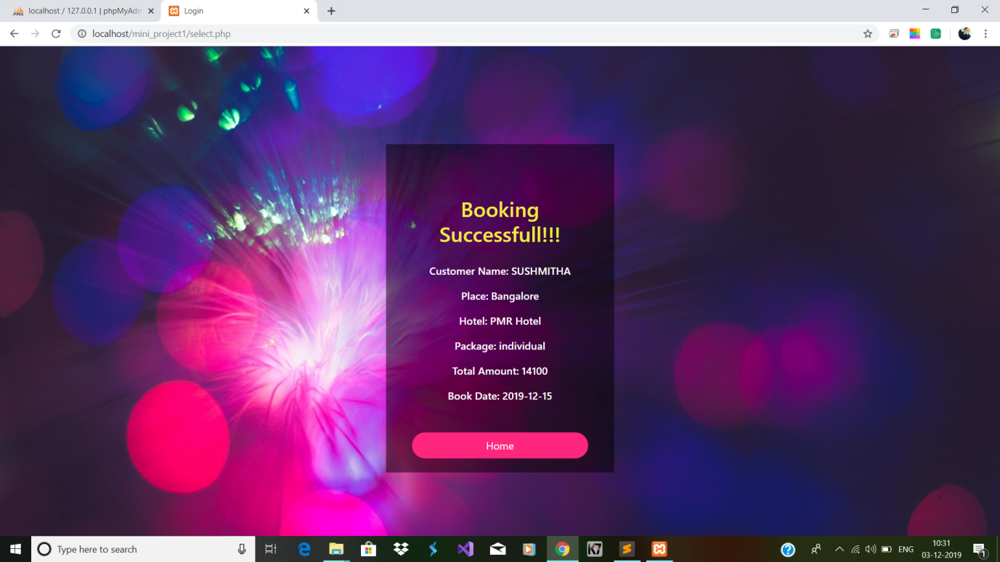 localhost / 127.0.0.1 | phpMyAdm
Login
localhost/mini_project1/select.php
Booking
Successfull!!!
Customer Name: SUSHMITHA
Place: Bangalore
Hotel: PMR Hotel
Package: individual
Total Amount: 14100
Book Date: 2019-12-15
Home
Type here to search
ENG
10:31
03-12-2019
1